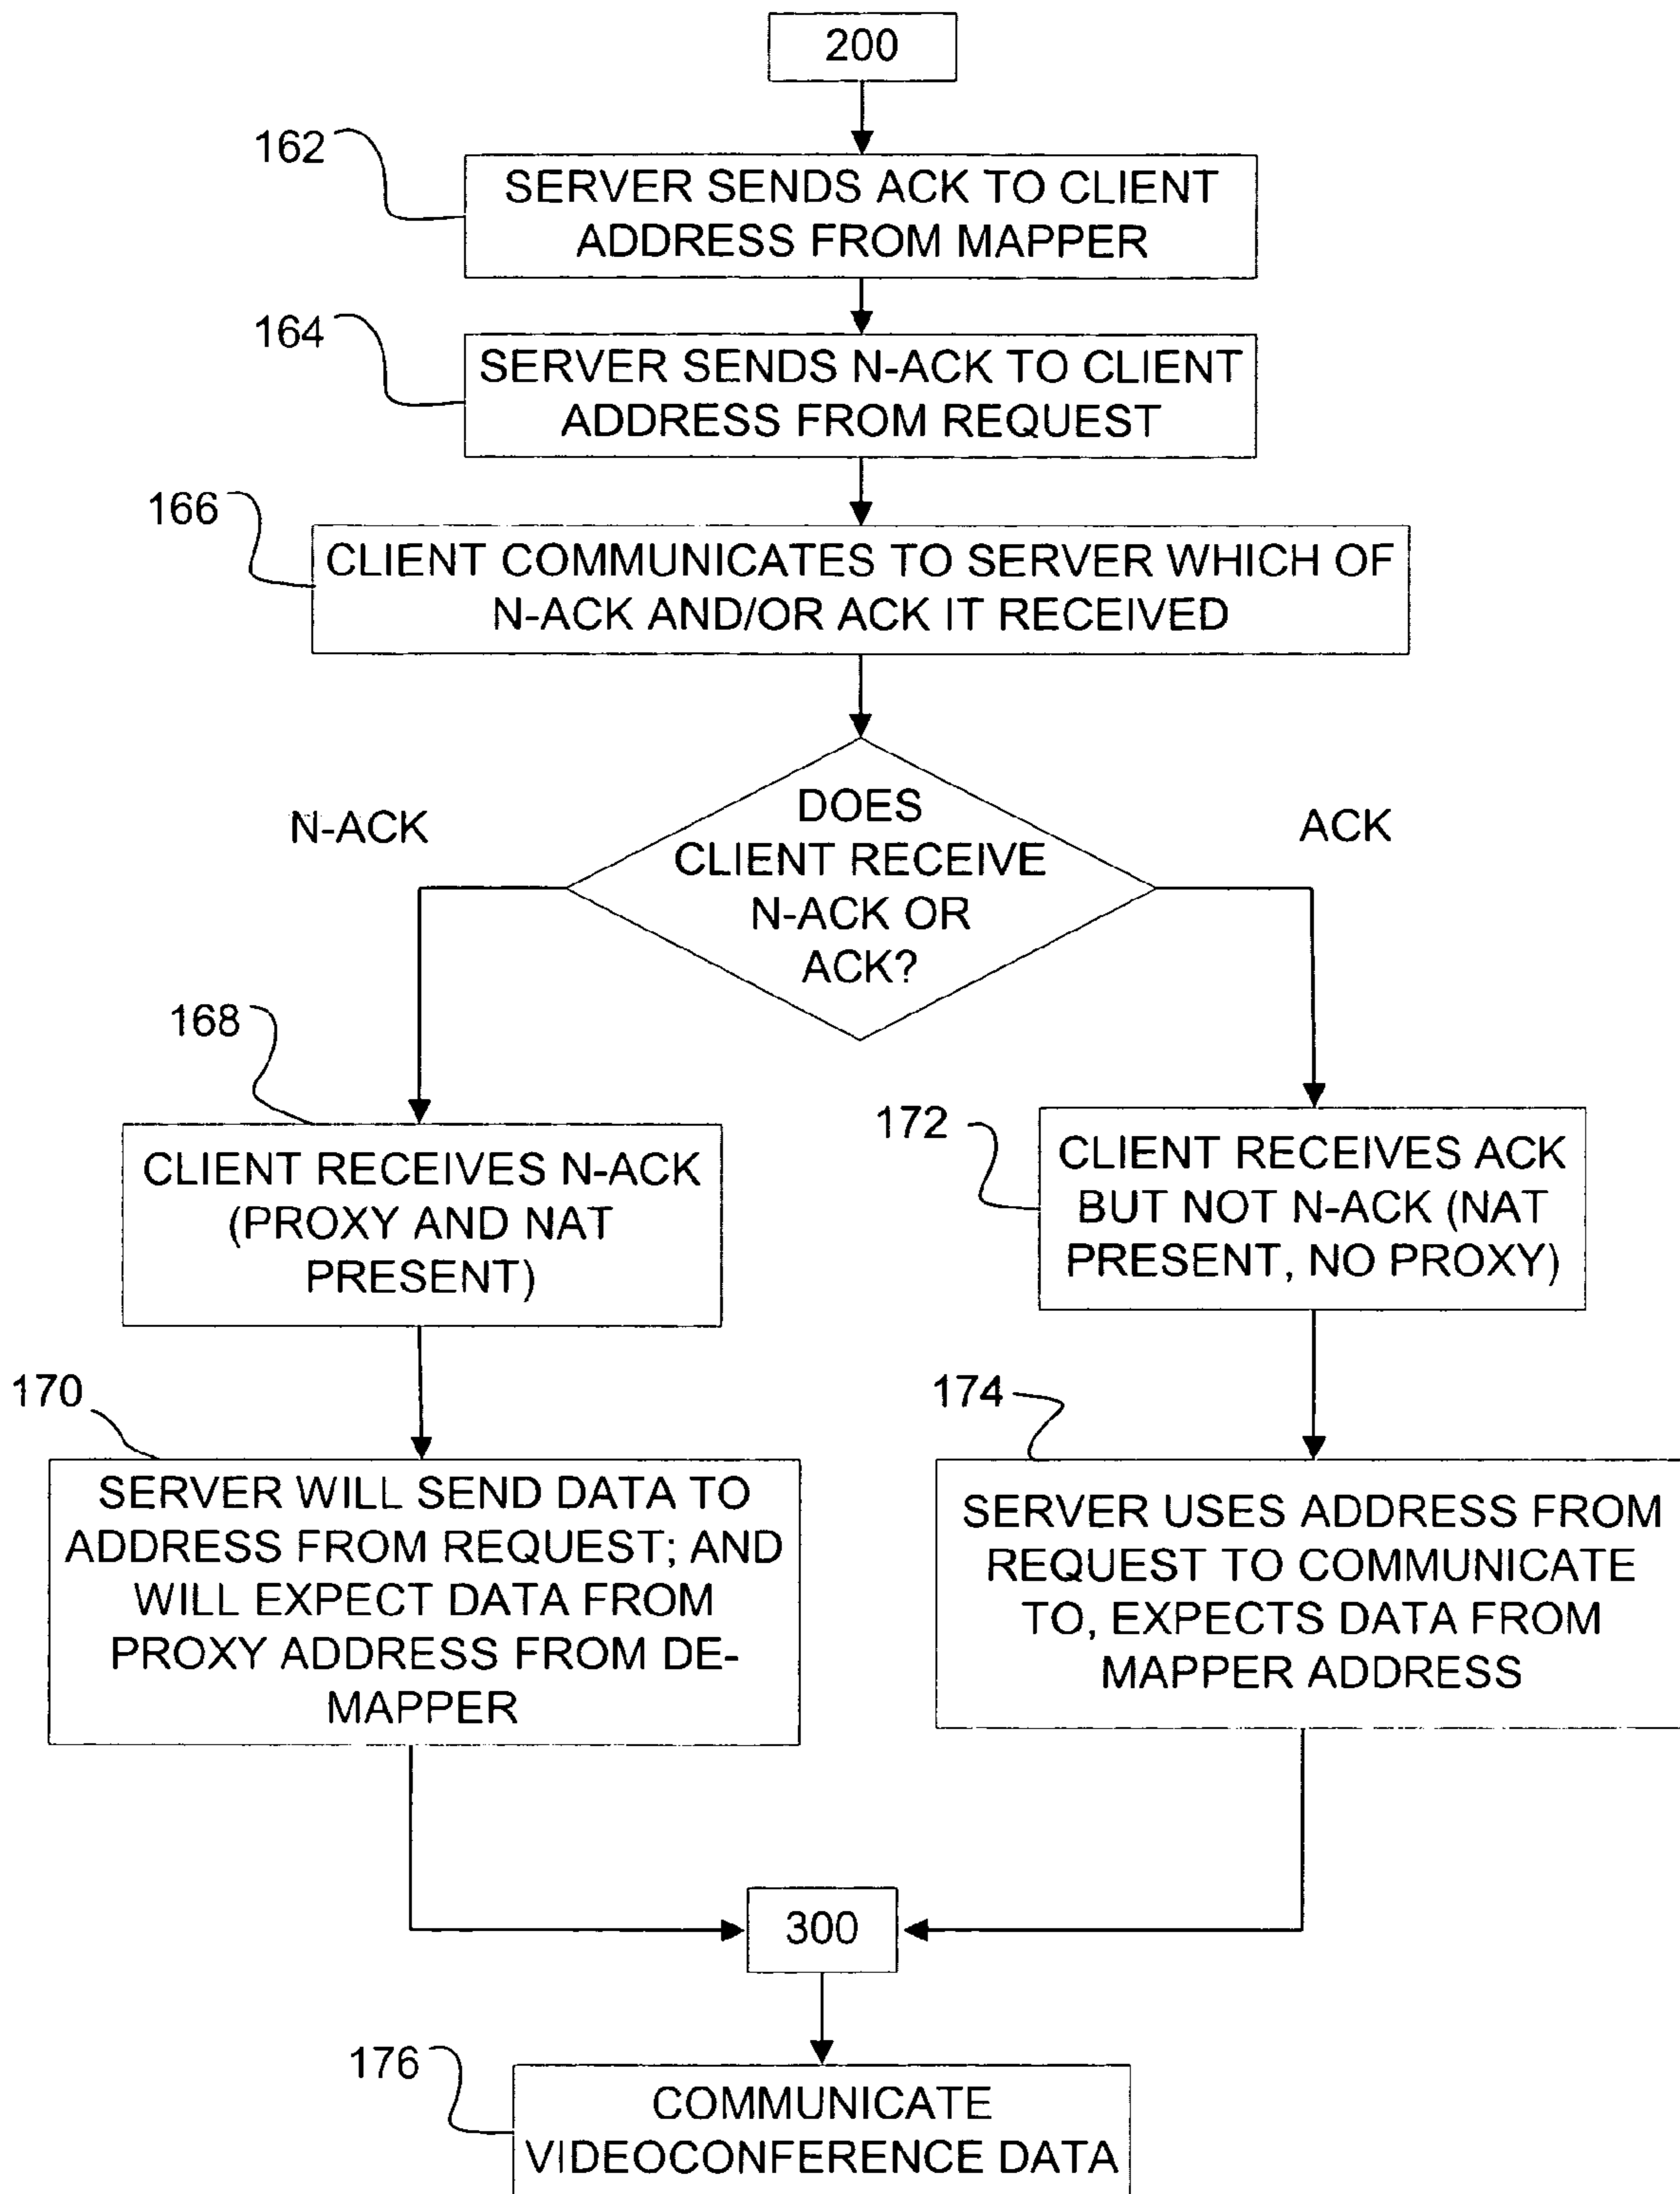 200
162
SERVER SENDS ACK TO CLIENT
ADDRESS FROM MAPPER
164
SERVER SENDS N-ACK TO CLIENT
ADDRESS FROM REQUEST
166
CLIENT COMMUNICATES TO SERVER WHICH OF
N-ACK AND/OR ACK IT RECEIVED
N-ACK
DOES
CLIENT RECEIVE
N-ACK OR
ACK?
ACK
168
CLIENT RECEIVES N-ACK
(PROXY AND NAT
PRESENT)
172
CLIENT RECEIVES ACK
BUT NOT N-ACK (NAT
PRESENT, NO PROXY)
170
SERVER WILL SEND DATA TO
ADDRESS FROM REQUEST; AND
WILL EXPECT DATA FROM
PROXY ADDRESS FROM DE-
MAPPER
174
SERVER USES ADDRESS FROM
REQUEST TO COMMUNICATE
TO, EXPECTS DATA FROM
MAPPER ADDRESS
300
176
COMMUNICATE
VIDEOCONFERENCE DATA